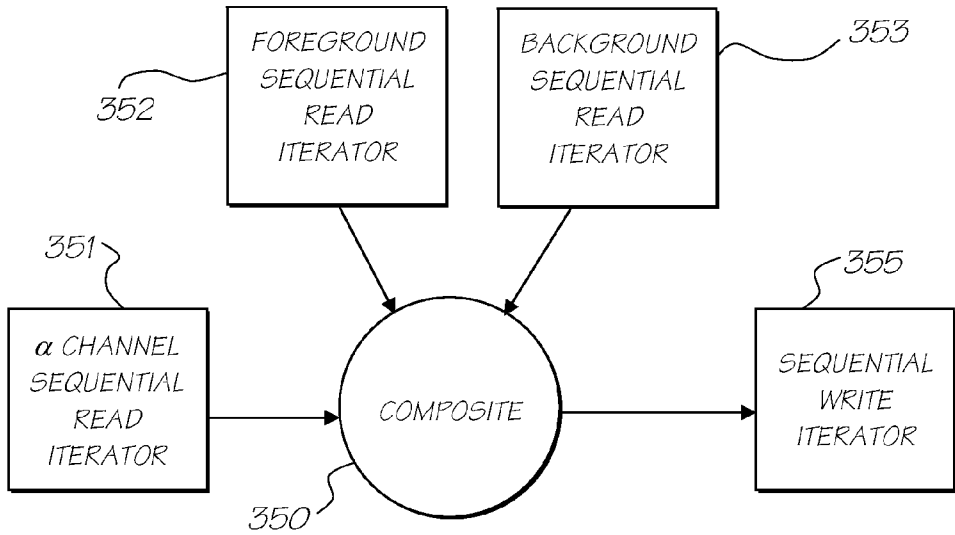 FOREGROUND
SEQUENTIAL
READ
ITERATOR
352
BACKGROUND
SEQUENTIAL
READ
ITERATOR
353
351
α CHANNEL
SEQUENTIAL
READ
ITERATOR
COMPOSITE
350
355
SEQUENTIAL
WRITE
ITERATOR